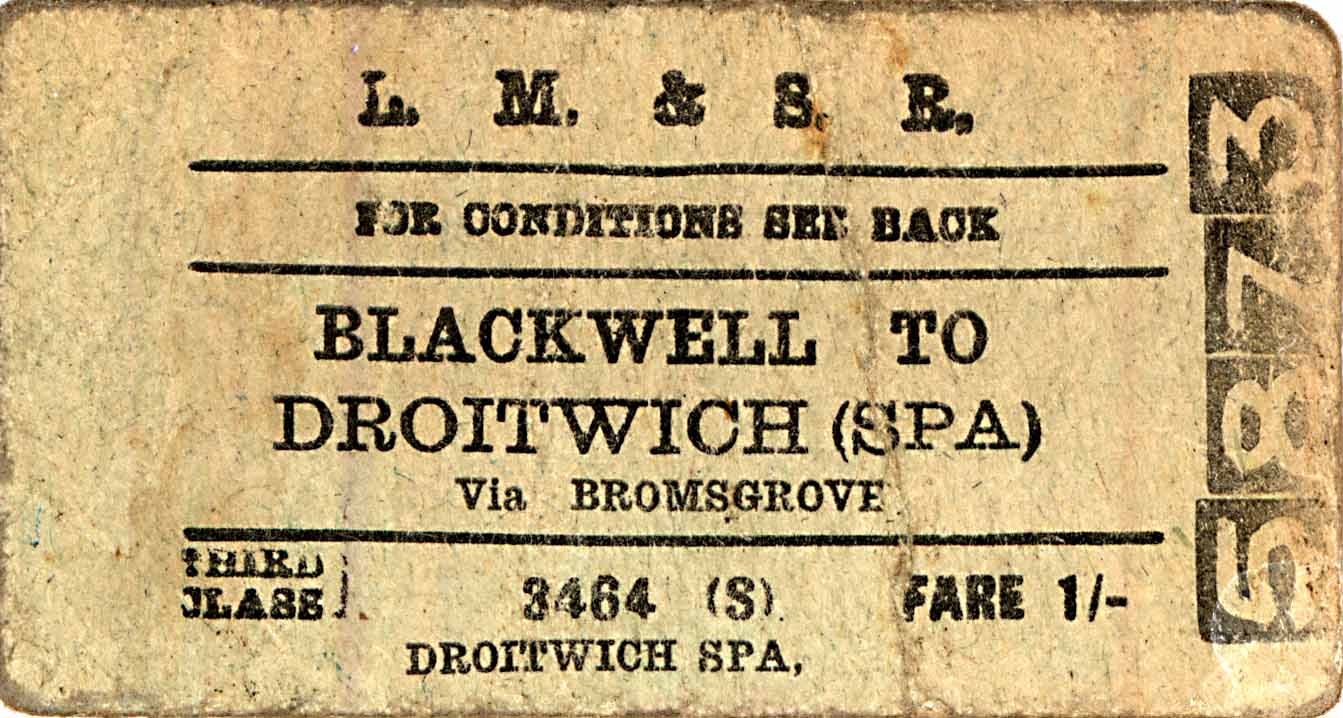 L. M. & S. R.
FOR CONDITIONS SEE BACK
BLACKWELL TO
DROITWICH (SPA)
Via BROMSGROVE
THIRD CLASS } 3464 (S) FARE 1/-
DROITWICH SPA,
5873